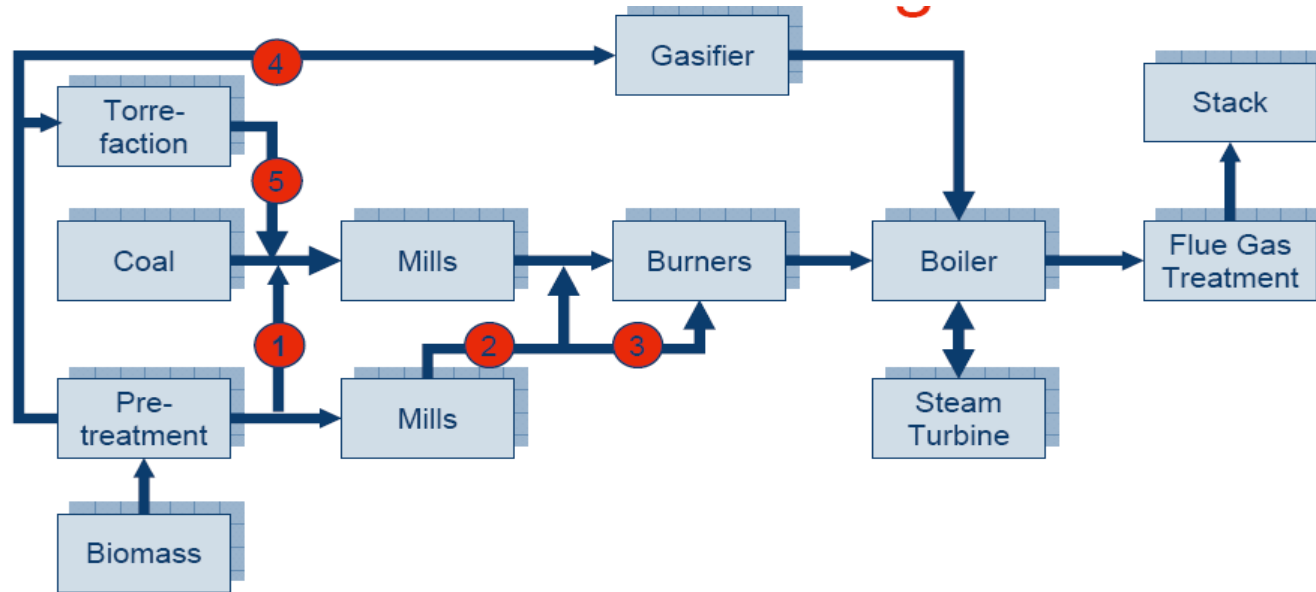 4
Gasifier
Torre-
faction
Stack
5
Coal
Mills
Burners
Boiler
Flue Gas
Treatment
1
2
3
Pre-
treatment
Mills
Steam
Turbine
Biomass